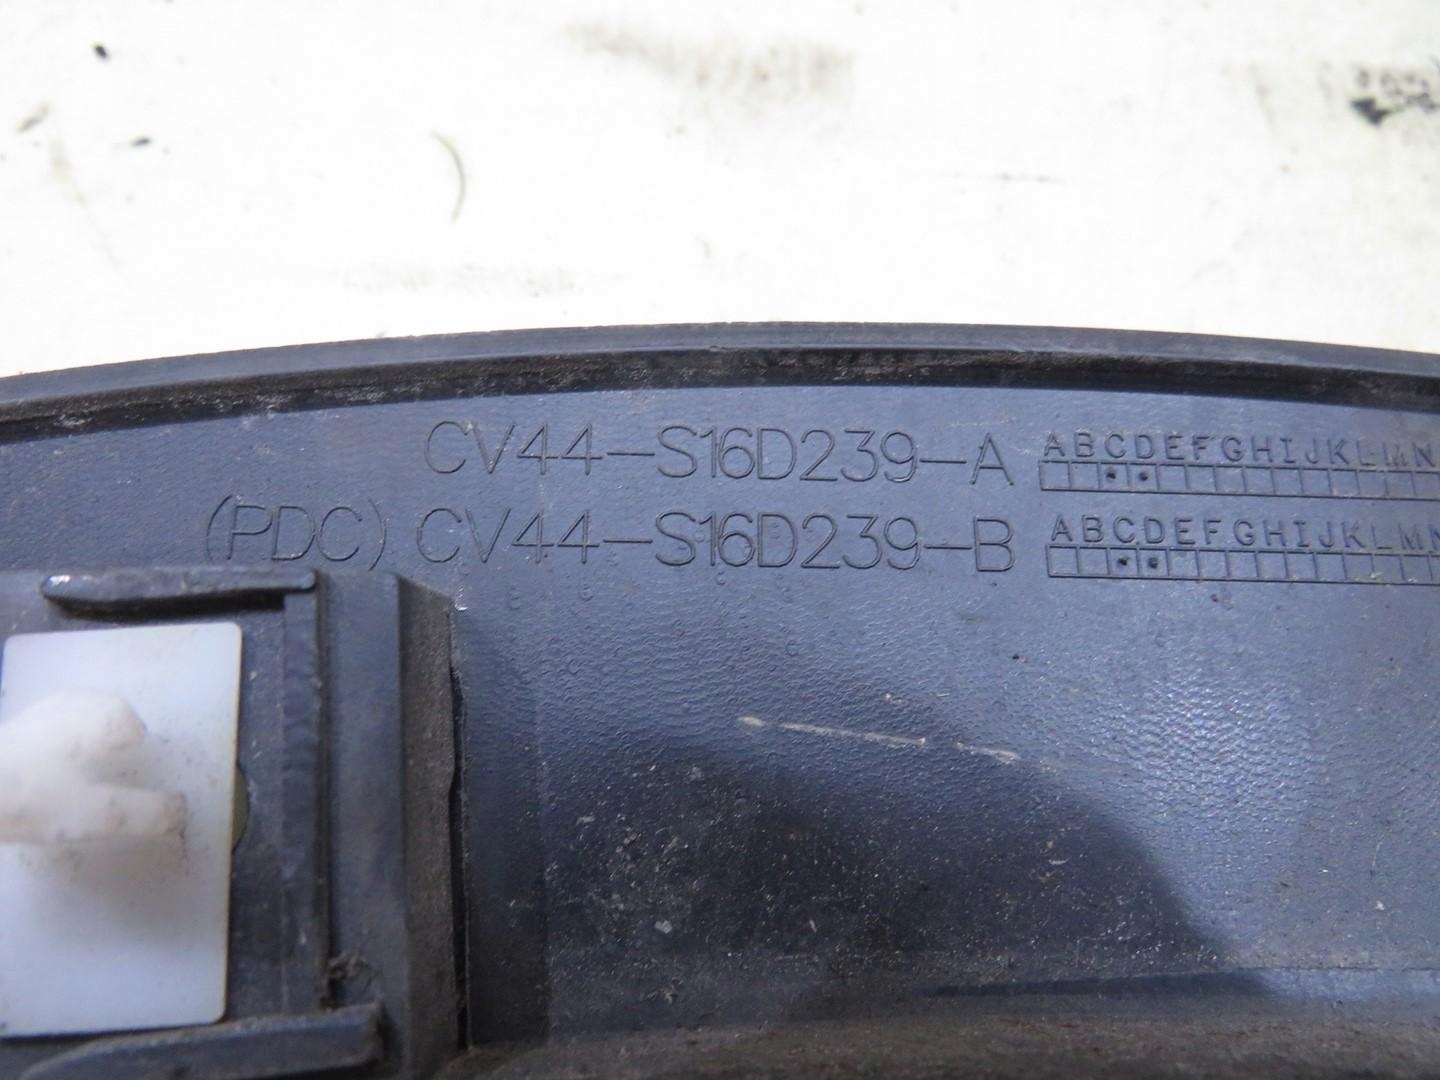 CV44-S16D239-A ABCDEFGHIJKLMN
(PDC) CV44-S16D239-B ABCDEFGHIJKLMN